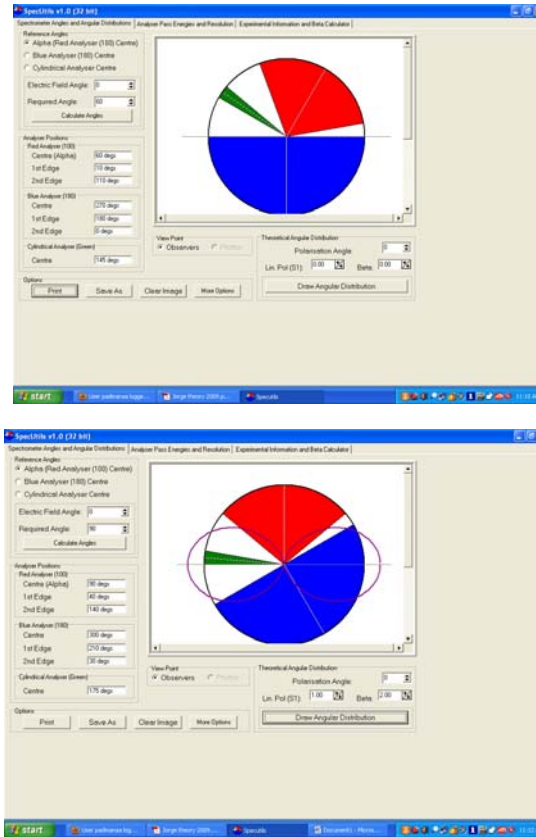 SpecUtils v1.0 (32 bit)
Spectrometer Angles and Angular Distributions Analyser Pass Energies and Resolution Experimental Information and Beta Calculator
Reference Angles
Alpha (Red Analyser (100) Centre)
Blue Analyser (180) Centre
Cylindrical Analyser Centre
Electric Field Angle: 0
Required Angle: 60
Calculate Angles
Analyser Positions
Red Analyser (100)
Centre (Alpha) 60 degs
1st Edge 10 degs
2nd Edge 110 degs
Blue Analyser (180)
Centre 270 degs
1st Edge 180 degs
2nd Edge 0 degs
Cylindrical Analyser (Green)
Centre 145 degs
View Point
Observers
Theoretical Angular Distribution
Polarisation Angle: 0
Lin. Pol (S1): 0.00 Beta: 0.00
Draw Angular Distribution
Options
Print Save As Clear Image More Options
start Jorge theory 2009 SpecUtils
SpecUtils v1.0 (32 bit)
Spectrometer Angles and Angular Distributions Analyser Pass Energies and Resolution Experimental Information and Beta Calculator
Reference Angles
Alpha (Red Analyser (100) Centre)
Blue Analyser (180) Centre
Cylindrical Analyser Centre
Electric Field Angle: 0
Required Angle: 90
Calculate Angles
Analyser Positions
Red Analyser (100)
Centre (Alpha) 90 degs
1st Edge 40 degs
2nd Edge 140 degs
Blue Analyser (180)
Centre 300 degs
1st Edge 210 degs
2nd Edge 30 degs
Cylindrical Analyser (Green)
Centre 175 degs
View Point
Observers
Theoretical Angular Distribution
Polarisation Angle: 0
Lin. Pol (S1): 1.00 Beta: 2.00
Draw Angular Distribution
Options
Print Save As Clear Image More Options
start Jorge theory 2009 SpecUtils